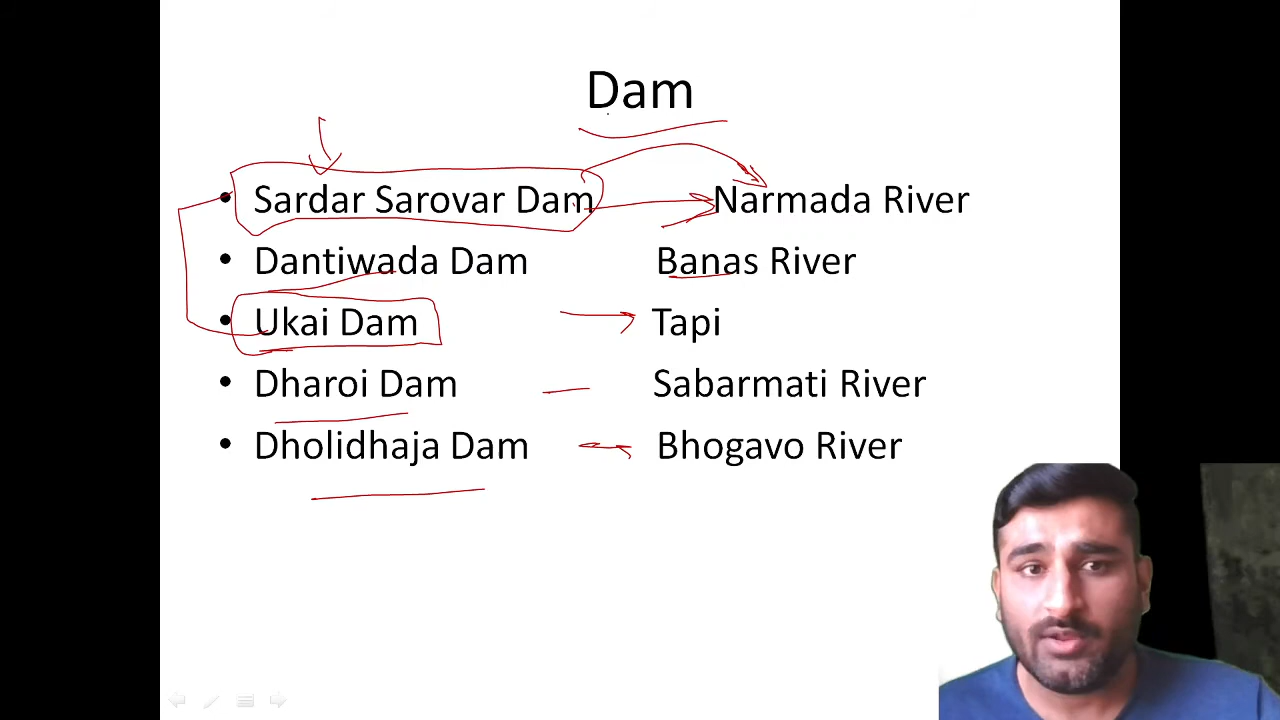 Dam
• Sardar Sarovar Dam Narmada River
• Dantiwada Dam Banas River
• Ukai Dam Tapi
• Dharoi Dam Sabarmati River
• Dholidhaja Dam Bhogavo River